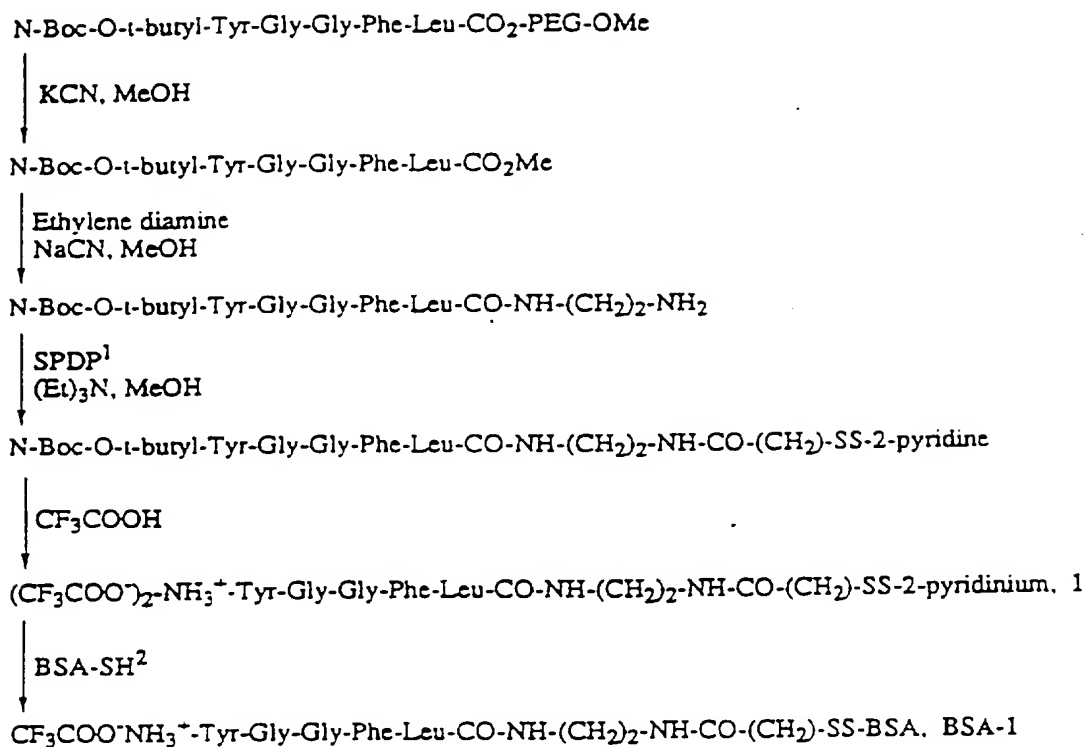 N-Boc-O-t-butyl-Tyr-Gly-Gly-Phe-Leu-CO₂-PEG-OMe
KCN, MeOH
N-Boc-O-t-butyl-Tyr-Gly-Gly-Phe-Leu-CO₂Me
Ethylene diamine
NaCN, MeOH
N-Boc-O-t-butyl-Tyr-Gly-Gly-Phe-Leu-CO-NH-(CH₂)₂-NH₂
SPDP¹
(Et)₃N, MeOH
N-Boc-O-t-butyl-Tyr-Gly-Gly-Phe-Leu-CO-NH-(CH₂)₂-NH-CO-(CH₂)-SS-2-pyridine
CF₃COOH
(CF₃COO⁻)₂-NH₃⁺-Tyr-Gly-Gly-Phe-Leu-CO-NH-(CH₂)₂-NH-CO-(CH₂)-SS-2-pyridinium, 1
BSA-SH²
CF₃COO⁻NH₃⁺-Tyr-Gly-Gly-Phe-Leu-CO-NH-(CH₂)₂-NH-CO-(CH₂)-SS-BSA, BSA-1